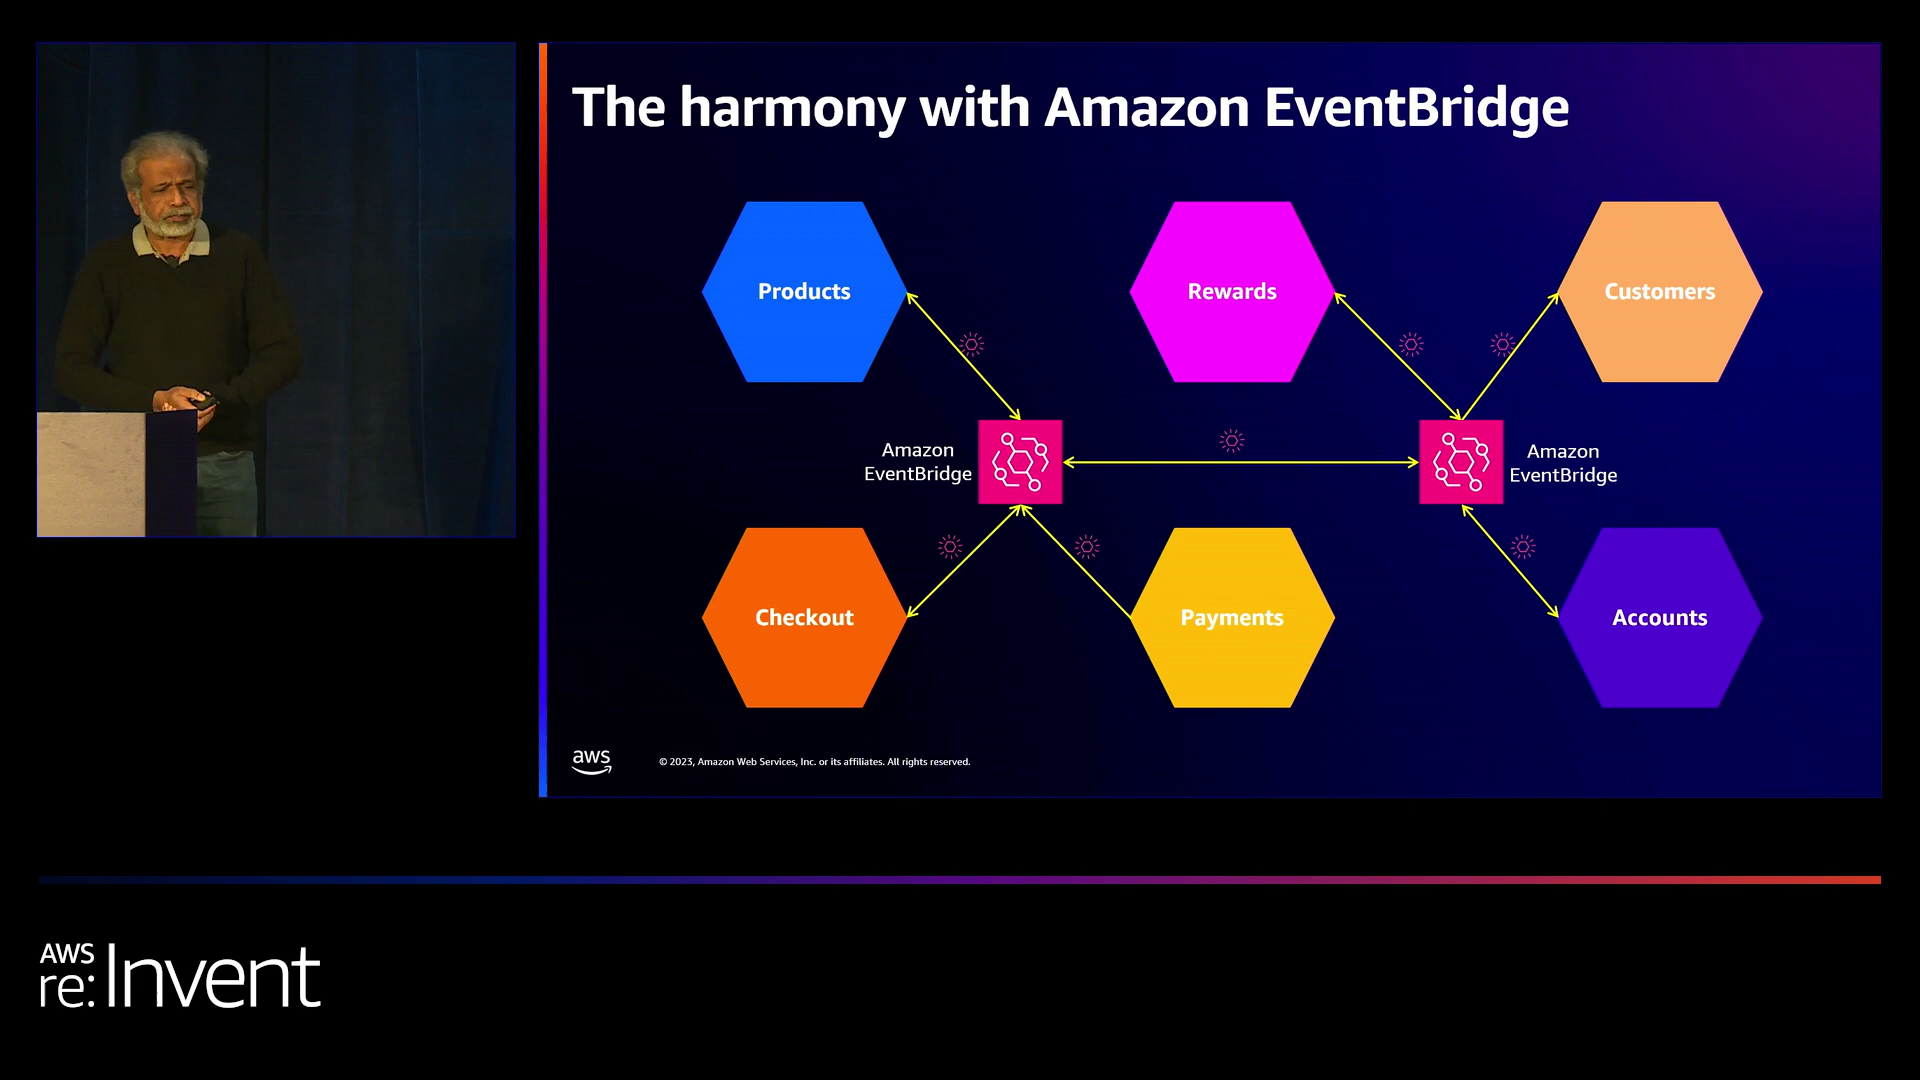 The harmony with Amazon EventBridge
Products
Rewards
Customers
Amazon
EventBridge
Amazon
EventBridge
Checkout
Payments
Accounts
aws
© 2023, Amazon Web Services, Inc. or its affiliates. All rights reserved.
AWS
re:Invent